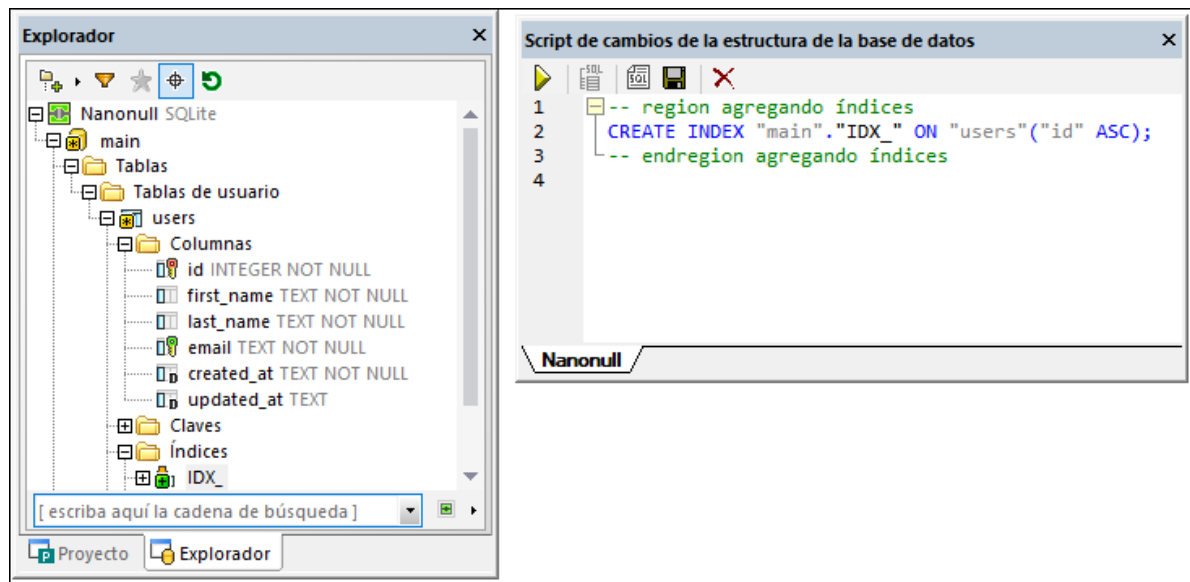 Explorador
Nanonull SQLite
main
Tablas
Tablas de usuario
users
Columnas
id INTEGER NOT NULL
first_name TEXT NOT NULL
last_name TEXT NOT NULL
email TEXT NOT NULL
created_at TEXT NOT NULL
updated_at TEXT
Claves
Índices
IDX_
[ escriba aquí la cadena de búsqueda ]
Proyecto Explorador
Script de cambios de la estructura de la base de datos
1 -- region agregando índices
2 CREATE INDEX "main"."IDX_" ON "users"("id" ASC);
3 -- endregion agregando índices
4
Nanonull